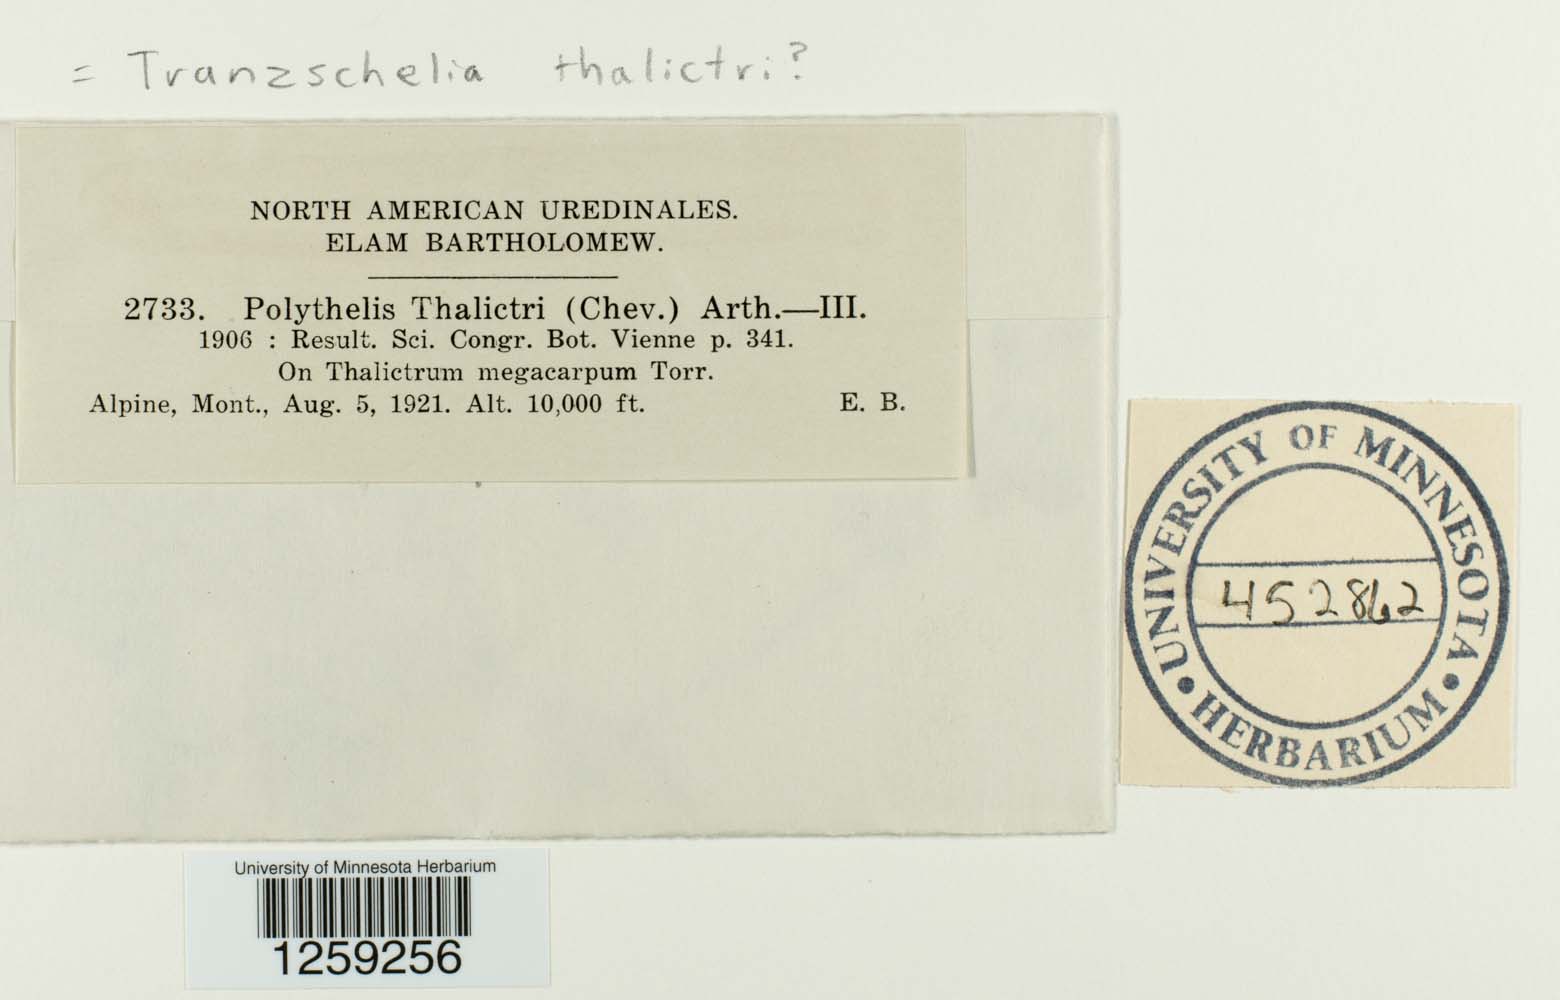 = Tranzschelia thalictri?
NORTH AMERICAN UREDINALES.
ELAM BARTHOLOMEW.
2733. Polythelis Thalictri (Chev.) Arth.—III.
1906 : Result. Sci. Congr. Bot. Vienne p. 341.
On Thalictrum megacarpum Torr.
Alpine, Mont., Aug. 5, 1921. Alt. 10,000 ft. E. B.
UNIVERSITY OF MINNESOTA
452862
• HERBARIUM •
University of Minnesota Herbarium
1259256